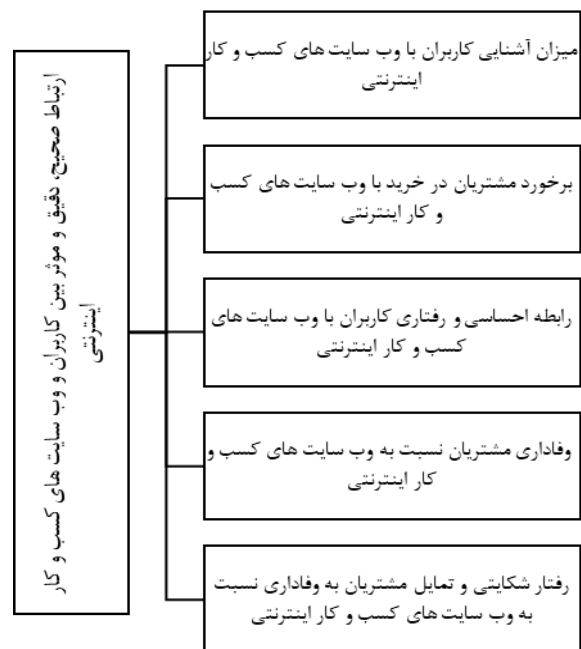 ارتباط صحیح، دقیق و موثر بین کاربران و وب سایت های کسب و کار
اینترنتی
میزان آشنایی کاربران با وب سایت های کسب و کار
اینترنتی
برخورد مشتریان در خرید با وب سایت های کسب
و کار اینترنتی
رابطه احساسی و رفتاری کاربران با وب سایت های
کسب و کار اینترنتی
وفاداری مشتریان نسبت به وب سایت های کسب و
کار اینترنتی
رفتار شکایتی و تمایل مشتریان به وفاداری نسبت
به وب سایت های کسب و کار اینترنتی